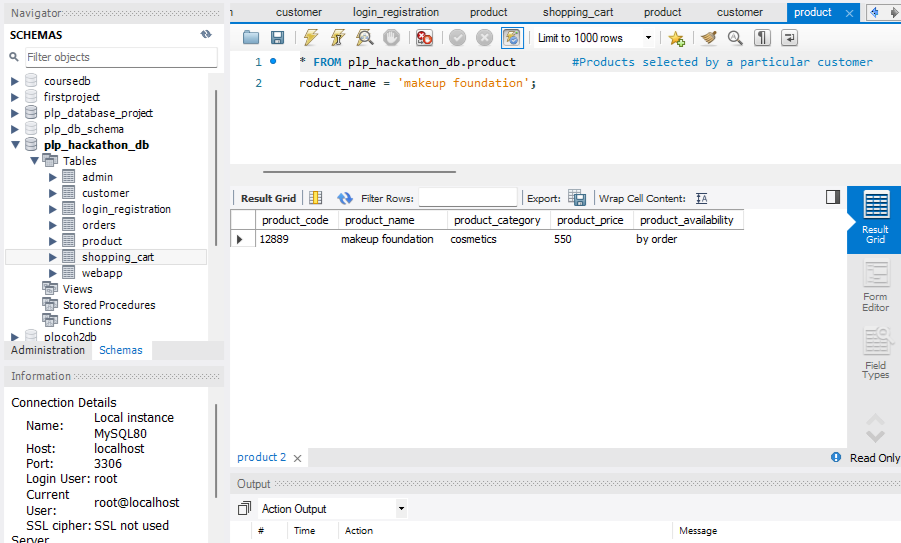 Navigator
SCHEMAS
Filter objects
coursedb
firstproject
plp_database_project
plp_db_schema
plp_hackathon_db
Tables
admin
customer
login_registration
orders
product
shopping_cart
webapp
Views
Stored Procedures
Functions
plpcoh2db
Administration Schemas
Information
Connection Details
Name: Local instance MySQL80
Host: localhost
Port: 3306
Login User: root
Current User: root@localhost
SSL cipher: SSL not used
Server
customer login_registration product shopping_cart product customer product
Limit to 1000 rows
1 * FROM plp_hackathon_db.product #Products selected by a particular customer
2 roduct_name = 'makeup foundation';
Result Grid Filter Rows: Export: Wrap Cell Content:
product_code product_name product_category product_price product_availability
12889 makeup foundation cosmetics 550 by order
Result Grid
Form Editor
Field Types
product 2 Read Only
Output
Action Output
# Time Action Message